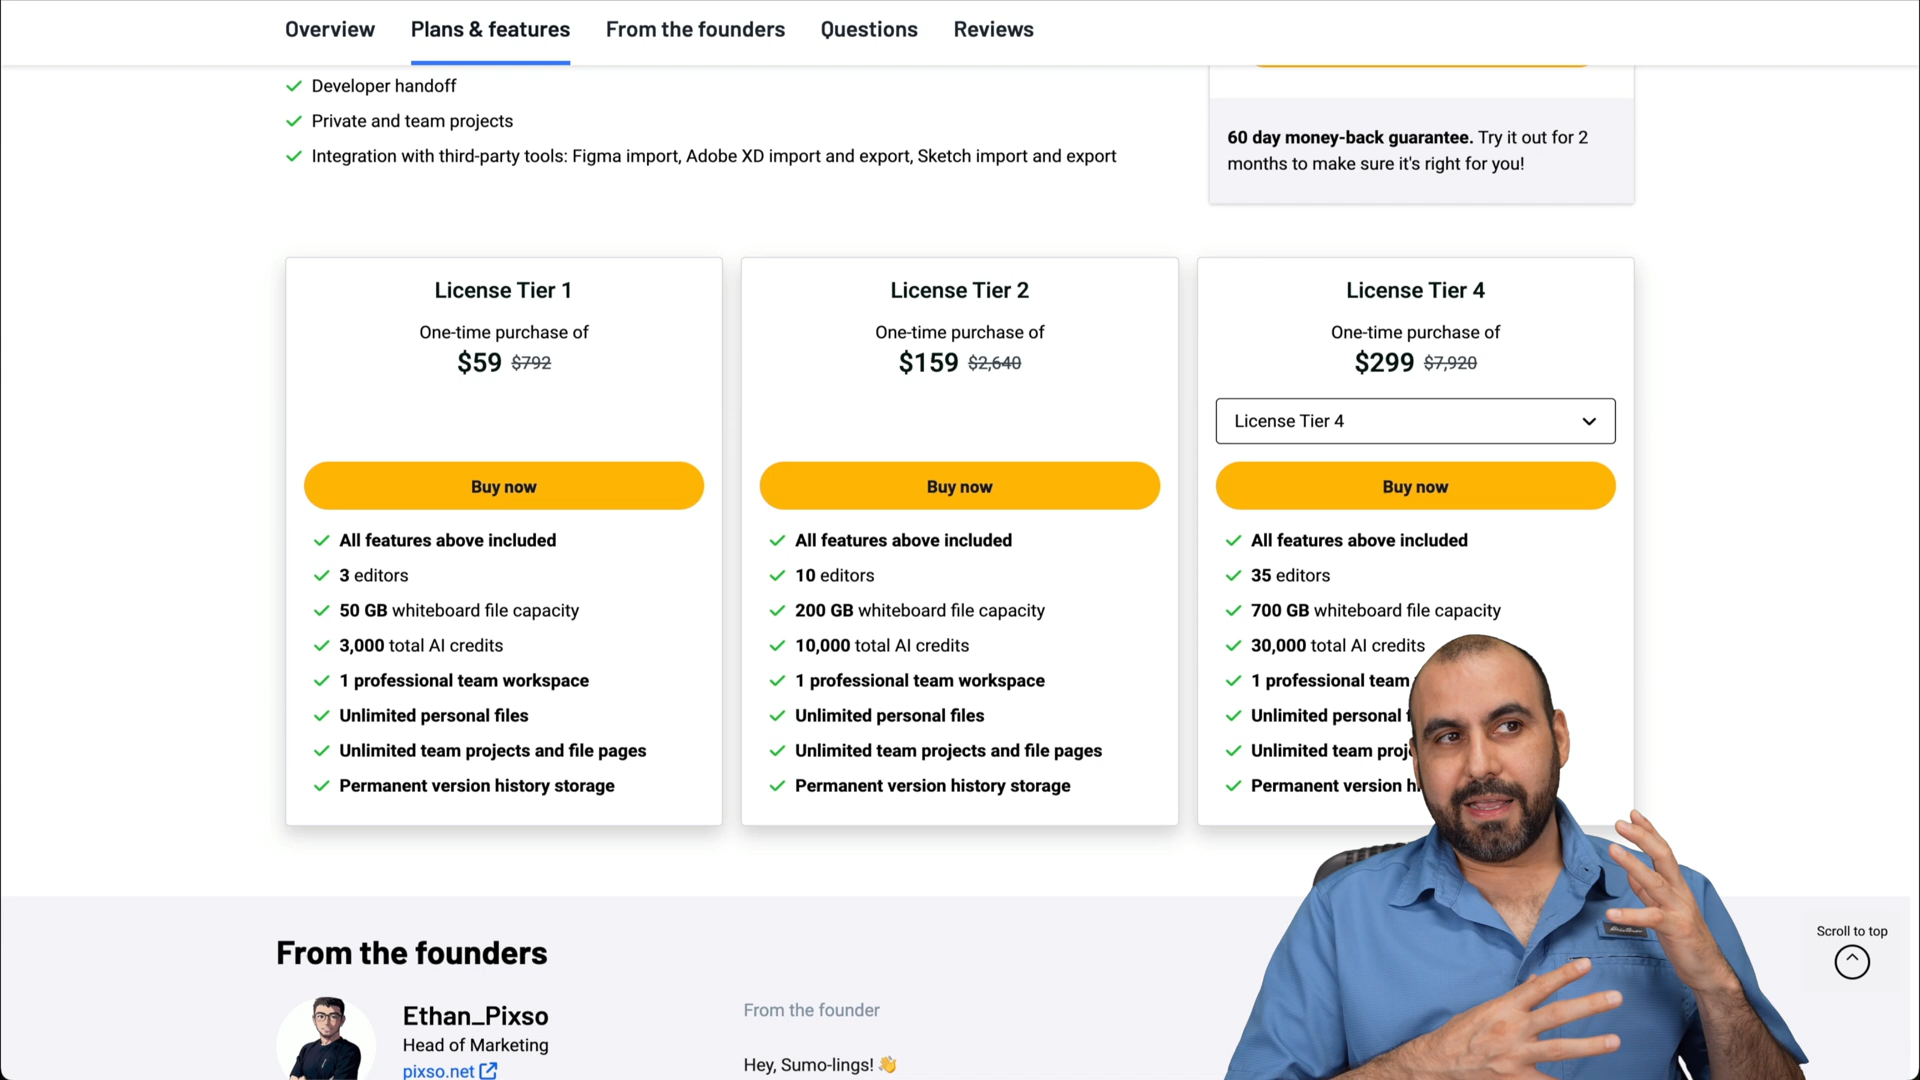 Overview Plans & features From the founders Questions Reviews
Developer handoff
Private and team projects
Integration with third-party tools: Figma import, Adobe XD import and export, Sketch import and export
60 day money-back guarantee. Try it out for 2
months to make sure it's right for you!
License Tier 1
One-time purchase of
$59 $792
Buy now
All features above included
3 editors
50 GB whiteboard file capacity
3,000 total AI credits
1 professional team workspace
Unlimited personal files
Unlimited team projects and file pages
Permanent version history storage
License Tier 2
One-time purchase of
$159 $2,640
Buy now
All features above included
10 editors
200 GB whiteboard file capacity
10,000 total AI credits
1 professional team workspace
Unlimited personal files
Unlimited team projects and file pages
Permanent version history storage
License Tier 4
One-time purchase of
$299 $7,920
License Tier 4
Buy now
All features above included
35 editors
700 GB whiteboard file capacity
30,000 total AI credits
1 professional team
Unlimited personal
Unlimited team
Permanent version
From the founders
Ethan_Pixso
Head of Marketing
pixso.net
From the founder
Hey, Sumo-lings! 👋
Scroll to top